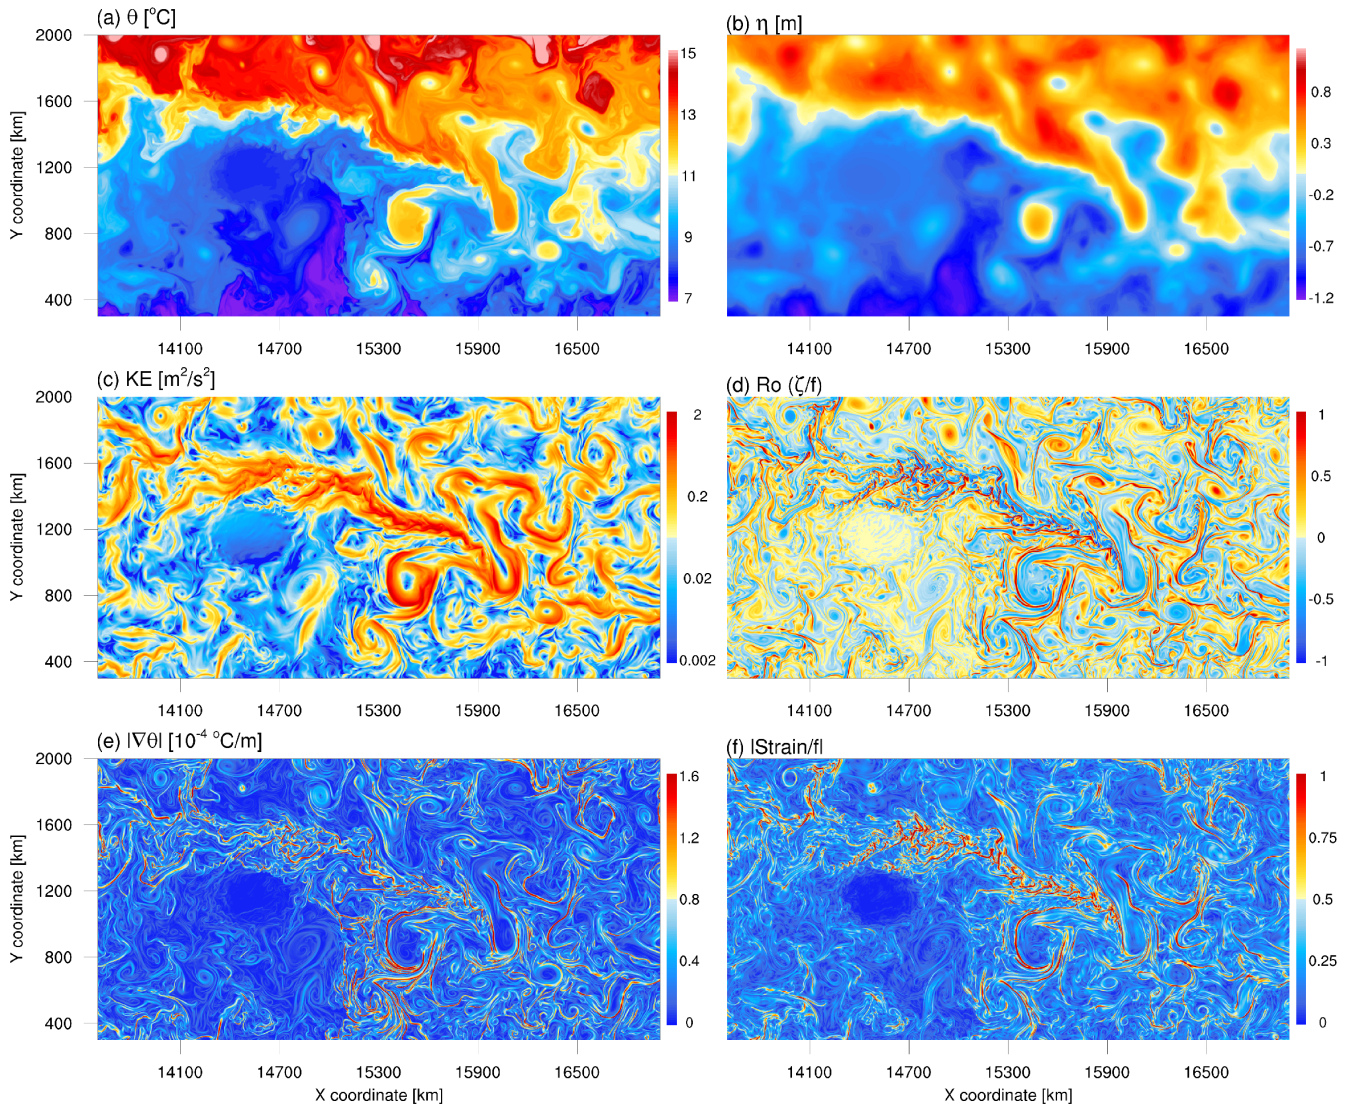 (a) θ [°C]
(b) η [m]
2000
1600
1200
800
400
Y coordinate [km]
15
13
11
9
7
0.8
0.3
-0.2
-0.7
-1.2
14100 14700 15300 15900 16500
14100 14700 15300 15900 16500
(c) KE [m²/s²]
(d) Ro (ζ/f)
2000
1600
1200
800
400
Y coordinate [km]
2
0.2
0.02
0.002
1
0.5
0
-0.5
-1
14100 14700 15300 15900 16500
14100 14700 15300 15900 16500
(e) |∇θ| [10⁻⁴ °C/m]
(f) |Strain/f|
2000
1600
1200
800
400
Y coordinate [km]
1.6
1.2
0.8
0.4
0
1
0.75
0.5
0.25
0
14100 14700 15300 15900 16500
14100 14700 15300 15900 16500
X coordinate [km]
X coordinate [km]